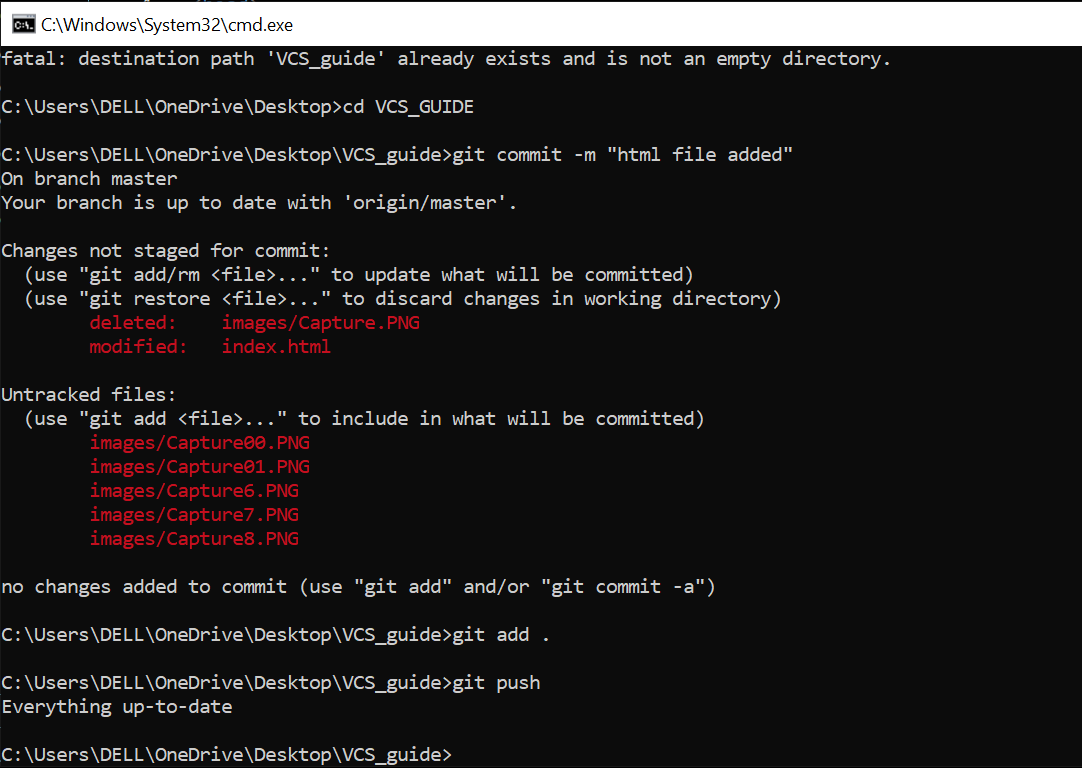 C:\Windows\System32\cmd.exe
fatal: destination path 'VCS_guide' already exists and is not an empty directory.
C:\Users\DELL\OneDrive\Desktop>cd VCS_GUIDE
C:\Users\DELL\OneDrive\Desktop\VCS_guide>git commit -m "html file added"
On branch master
Your branch is up to date with 'origin/master'.
Changes not staged for commit:
  (use "git add/rm <file>..." to update what will be committed)
  (use "git restore <file>..." to discard changes in working directory)
        deleted:    images/Capture.PNG
        modified:   index.html
Untracked files:
  (use "git add <file>..." to include in what will be committed)
        images/Capture00.PNG
        images/Capture01.PNG
        images/Capture6.PNG
        images/Capture7.PNG
        images/Capture8.PNG
no changes added to commit (use "git add" and/or "git commit -a")
C:\Users\DELL\OneDrive\Desktop\VCS_guide>git add .
C:\Users\DELL\OneDrive\Desktop\VCS_guide>git push
Everything up-to-date
C:\Users\DELL\OneDrive\Desktop\VCS_guide>